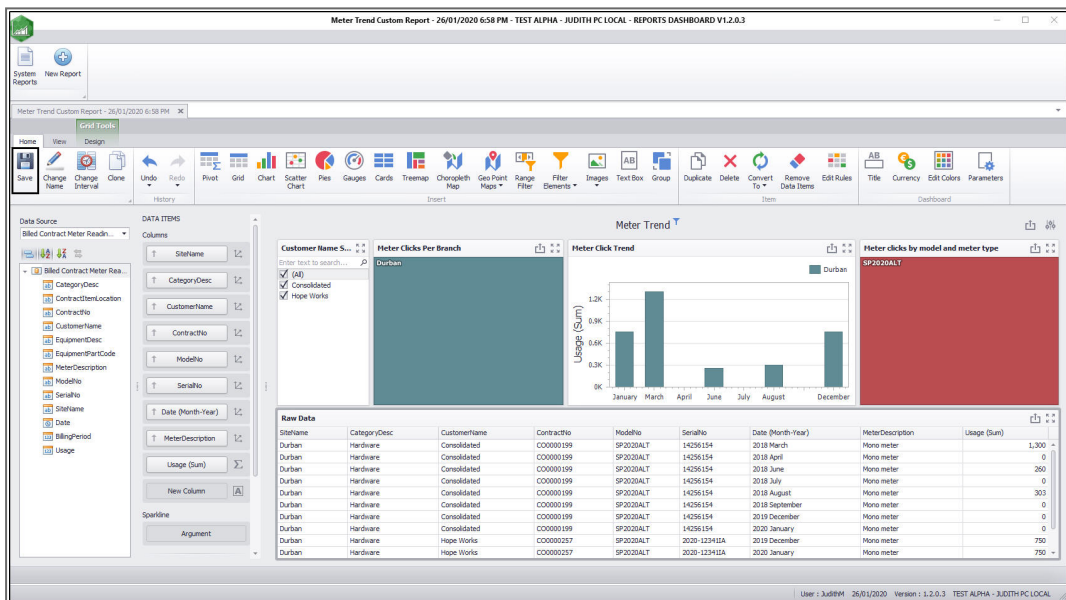 Meter Trend Custom Report - 26/01/2020 6:58 PM - TEST ALPHA - JUDITH PC LOCAL - REPORTS DASHBOARD V1.2.0.3
System Reports
New Report
Meter Trend Custom Report - 26/01/2020 6:58 PM
Grid Tools
Home View Design
Save
Change Name
Change Interval
Clone
Undo
Redo
Pivot
Grid
Chart
Scatter Chart
Pies
Gauges
Cards
Treemap
Choropleth Map
Geo Point Maps
Range Filter
Filter Elements
Images
Text Box
Group
Duplicate
Delete
Convert To
Remove Data Items
Edit Rules
Title
Currency
Edit Colors
Parameters
History Insert Item Dashboard
Data Source
Billed Contract Meter Readin...
Billed Contract Meter Rea...
CategoryDesc
ContractItemLocation
ContractNo
CustomerName
EquipmentDesc
EquipmentPartCode
MeterDescription
ModelNo
SerialNo
SiteName
Date
BillingPeriod
Usage
DATA ITEMS
Columns
SiteName
CategoryDesc
CustomerName
ContractNo
ModelNo
SerialNo
Date (Month-Year)
MeterDescription
Usage (Sum)
New Column
Sparkline
Argument
Meter Trend
Customer Name S...
Enter text to search...
(All)
Consolidated
Hope Works
Meter Clicks Per Branch
Durban
Meter Click Trend
Durban
Usage (Sum)
1.2K
0.9K
0.6K
0.3K
0K
January March April June July August December
Meter clicks by model and meter type
SP2020ALT
Raw Data
SiteName CategoryDesc CustomerName ContractNo ModelNo SerialNo Date (Month-Year) MeterDescription Usage (Sum)
Durban Hardware Consolidated CO0000199 SP2020ALT 14256154 2018 March Mono meter 1,300
Durban Hardware Consolidated CO0000199 SP2020ALT 14256154 2018 April Mono meter 0
Durban Hardware Consolidated CO0000199 SP2020ALT 14256154 2018 June Mono meter 260
Durban Hardware Consolidated CO0000199 SP2020ALT 14256154 2018 July Mono meter 0
Durban Hardware Consolidated CO0000199 SP2020ALT 14256154 2018 August Mono meter 303
Durban Hardware Consolidated CO0000199 SP2020ALT 14256154 2018 September Mono meter 0
Durban Hardware Consolidated CO0000199 SP2020ALT 14256154 2019 December Mono meter 0
Durban Hardware Consolidated CO0000199 SP2020ALT 14256154 2020 January Mono meter 0
Durban Hardware Hope Works CO0000257 SP2020ALT 2020-12341IA 2019 December Mono meter 750
Durban Hardware Hope Works CO0000257 SP2020ALT 2020-12341IA 2020 January Mono meter 750
User : JudithM 26/01/2020 Version : 1.2.0.3 TEST ALPHA - JUDITH PC LOCAL